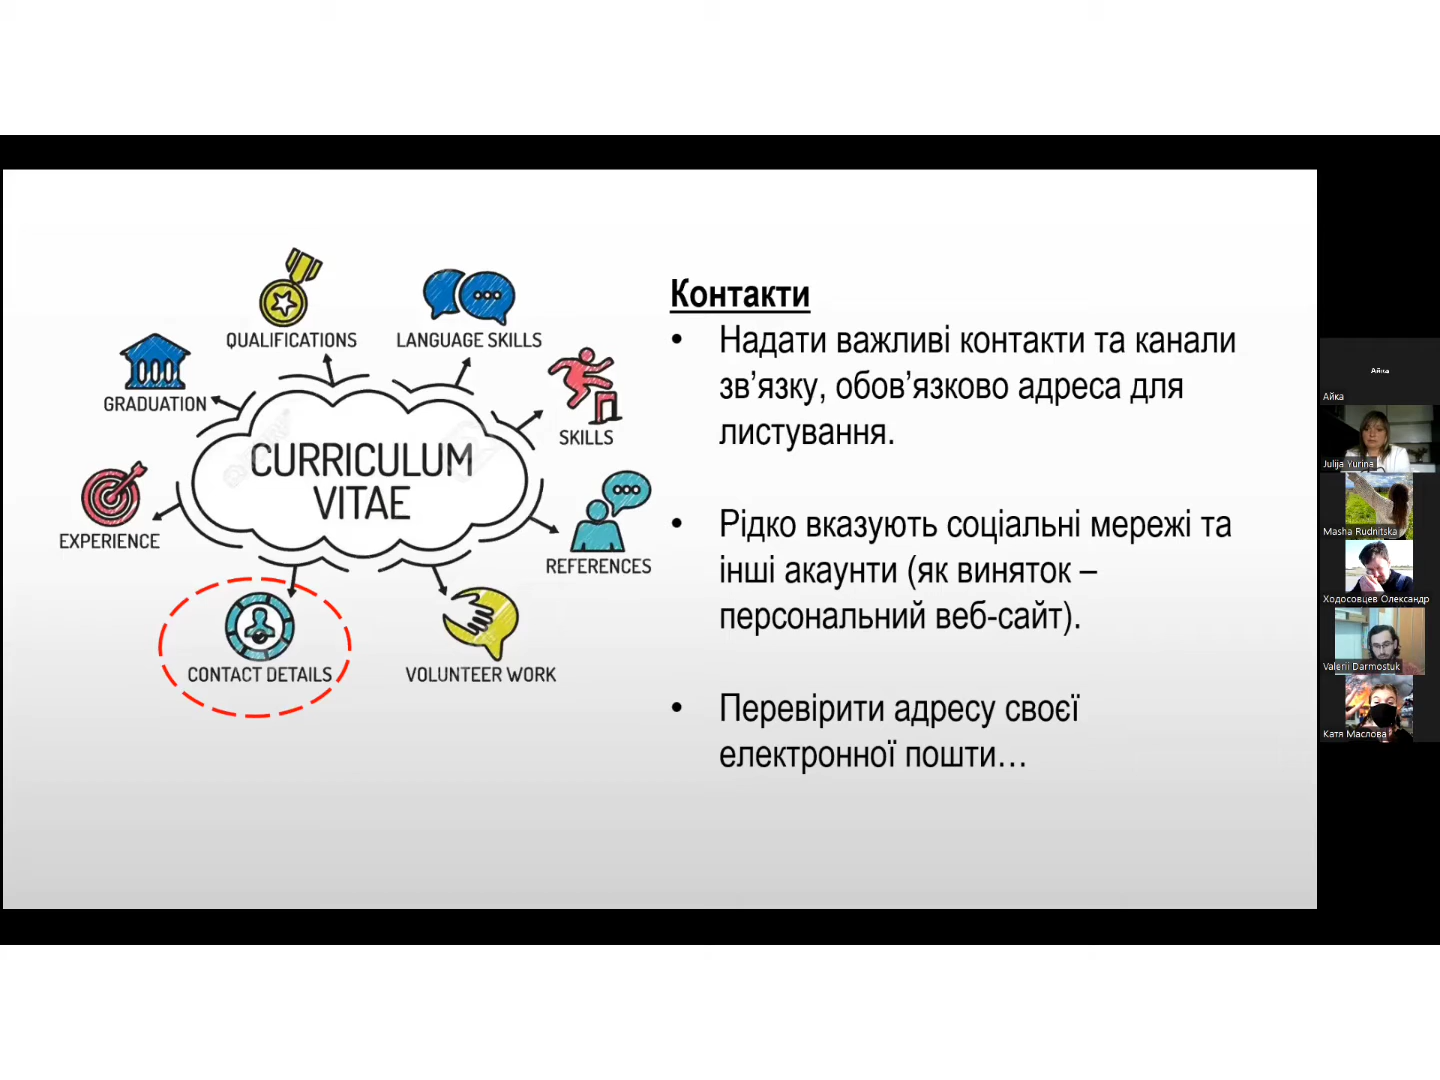 QUALIFICATIONS
LANGUAGE SKILLS
GRADUATION
SKILLS
CURRICULUM
VITAE
EXPERIENCE
REFERENCES
CONTACT DETAILS
VOLUNTEER WORK
Контакти
• Надати важливі контакти та канали
зв’язку, обов’язково адреса для
листування.
• Рідко вказують соціальні мережі та
інші акаунти (як виняток –
персональний веб-сайт).
• Перевірити адресу своєї
електронної пошти…
Айка
Айка
Julija Yurina
Masha Rudnitska
Ходосовцев Олександр
Valerii Darmostuk
Катя Маслова